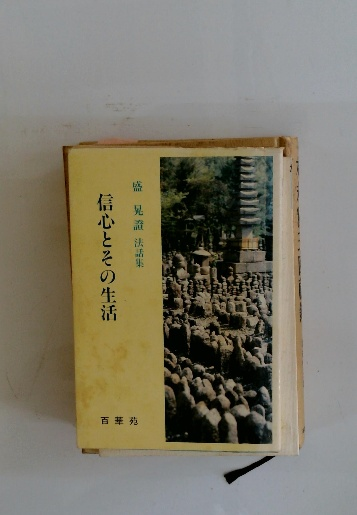 盛 晃證 法話集
信心とその生活
百華苑